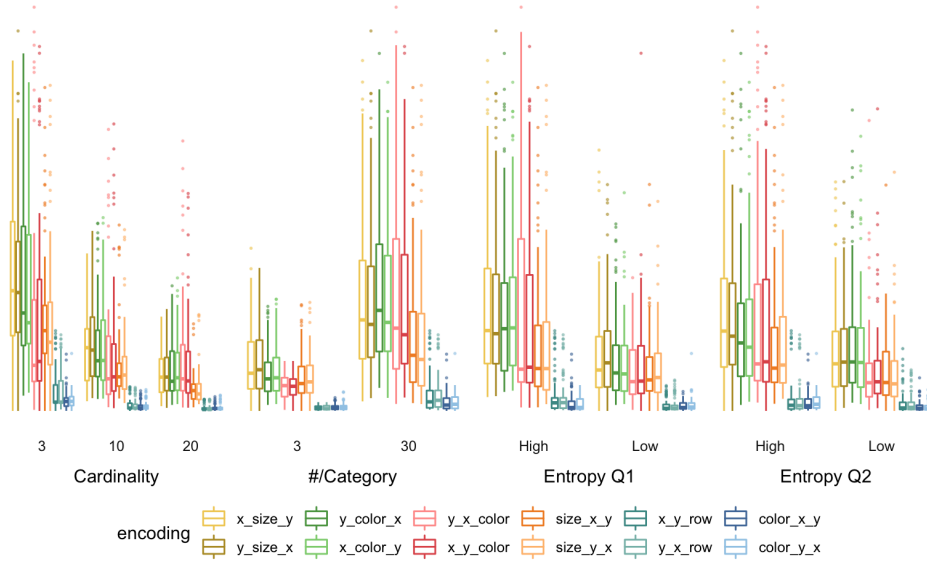 3 10 20 3 30 High Low High Low
Cardinality #/Category Entropy Q1 Entropy Q2
encoding
x_size_y y_color_x y_x_color size_x_y x_y_row color_x_y
y_size_x x_color_y x_y_color size_y_x y_x_row color_y_x